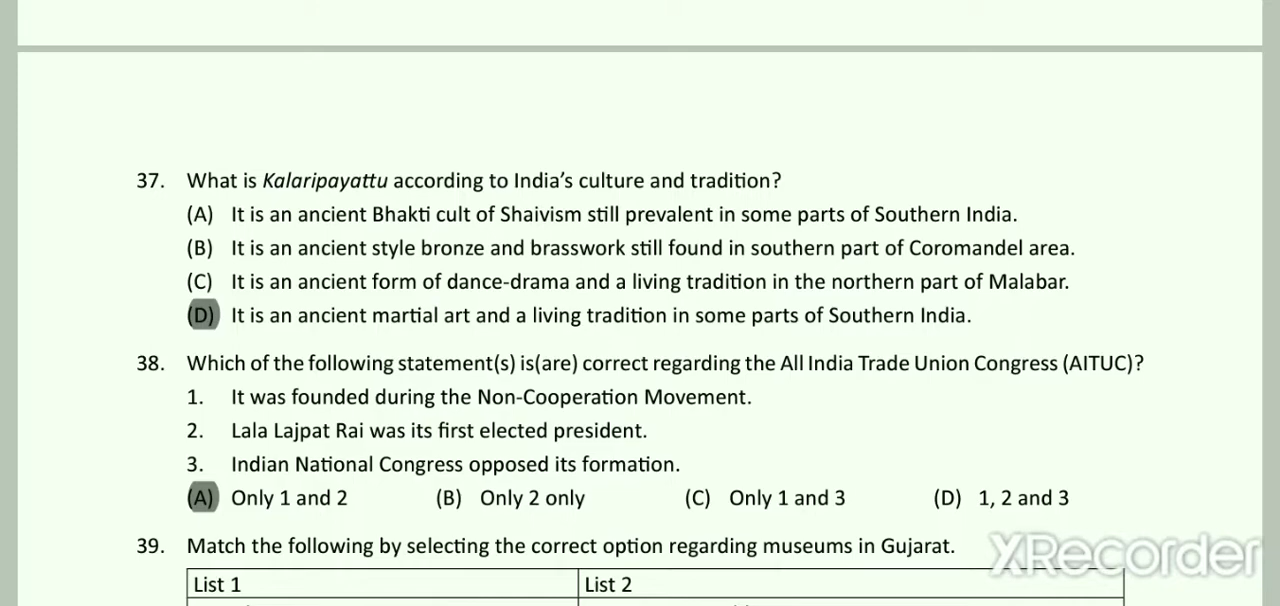 37. What is Kalaripayattu according to India's culture and tradition?
(A) It is an ancient Bhakti cult of Shaivism still prevalent in some parts of Southern India.
(B) It is an ancient style bronze and brasswork still found in southern part of Coromandel area.
(C) It is an ancient form of dance-drama and a living tradition in the northern part of Malabar.
(D) It is an ancient martial art and a living tradition in some parts of Southern India.
38. Which of the following statement(s) is(are) correct regarding the All India Trade Union Congress (AITUC)?
1. It was founded during the Non-Cooperation Movement.
2. Lala Lajpat Rai was its first elected president.
3. Indian National Congress opposed its formation.
(A) Only 1 and 2 (B) Only 2 only (C) Only 1 and 3 (D) 1, 2 and 3
39. Match the following by selecting the correct option regarding museums in Gujarat.
XRecorder
List 1 List 2